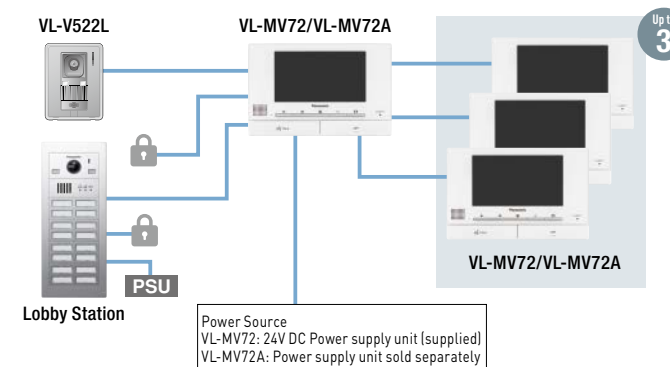 VL-V522L
VL-MV72/VL-MV72A
Up to
3
Panasonic
VL-MV72/VL-MV72A
PSU
Lobby Station
Power Source
VL-MV72: 24V DC Power supply unit (supplied)
VL-MV72A: Power supply unit sold separately